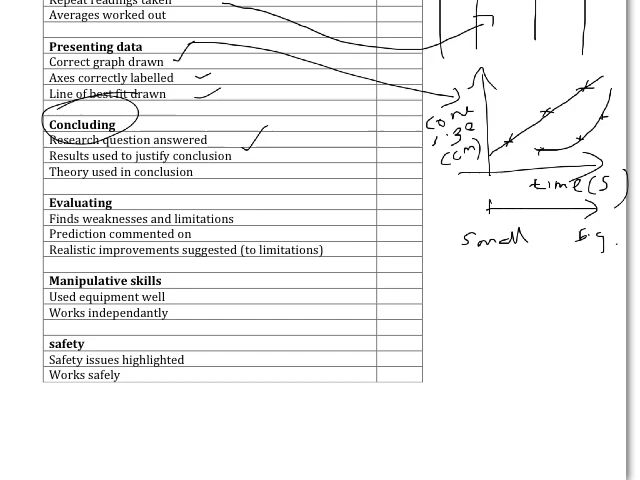 Repeat readings taken
Averages worked out
Presenting data
Correct graph drawn
Axes correctly labelled
Line of best fit drawn
Concluding
Research question answered
Results used to justify conclusion
Theory used in conclusion
Evaluating
Finds weaknesses and limitations
Prediction commented on
Realistic improvements suggested (to limitations)
Manipulative skills
Used equipment well
Works independantly
safety
Safety issues highlighted
Works safely
(cm)
time(s)
small